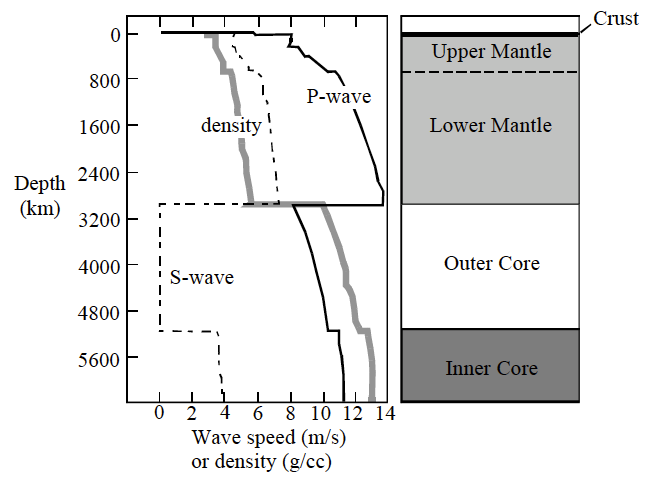 Crust
0
Upper Mantle
800
P-wave
density
1600
Lower Mantle
Depth
(km)
2400
3200
Outer Core
S-wave
4000
4800
Inner Core
5600
0 2 4 6 8 10 12 14
Wave speed (m/s)
or density (g/cc)